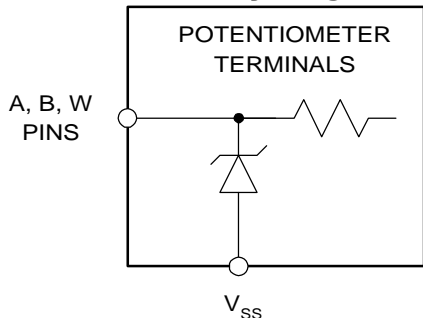 POTENTIOMETER
TERMINALS
A, B, W
PINS
VSS